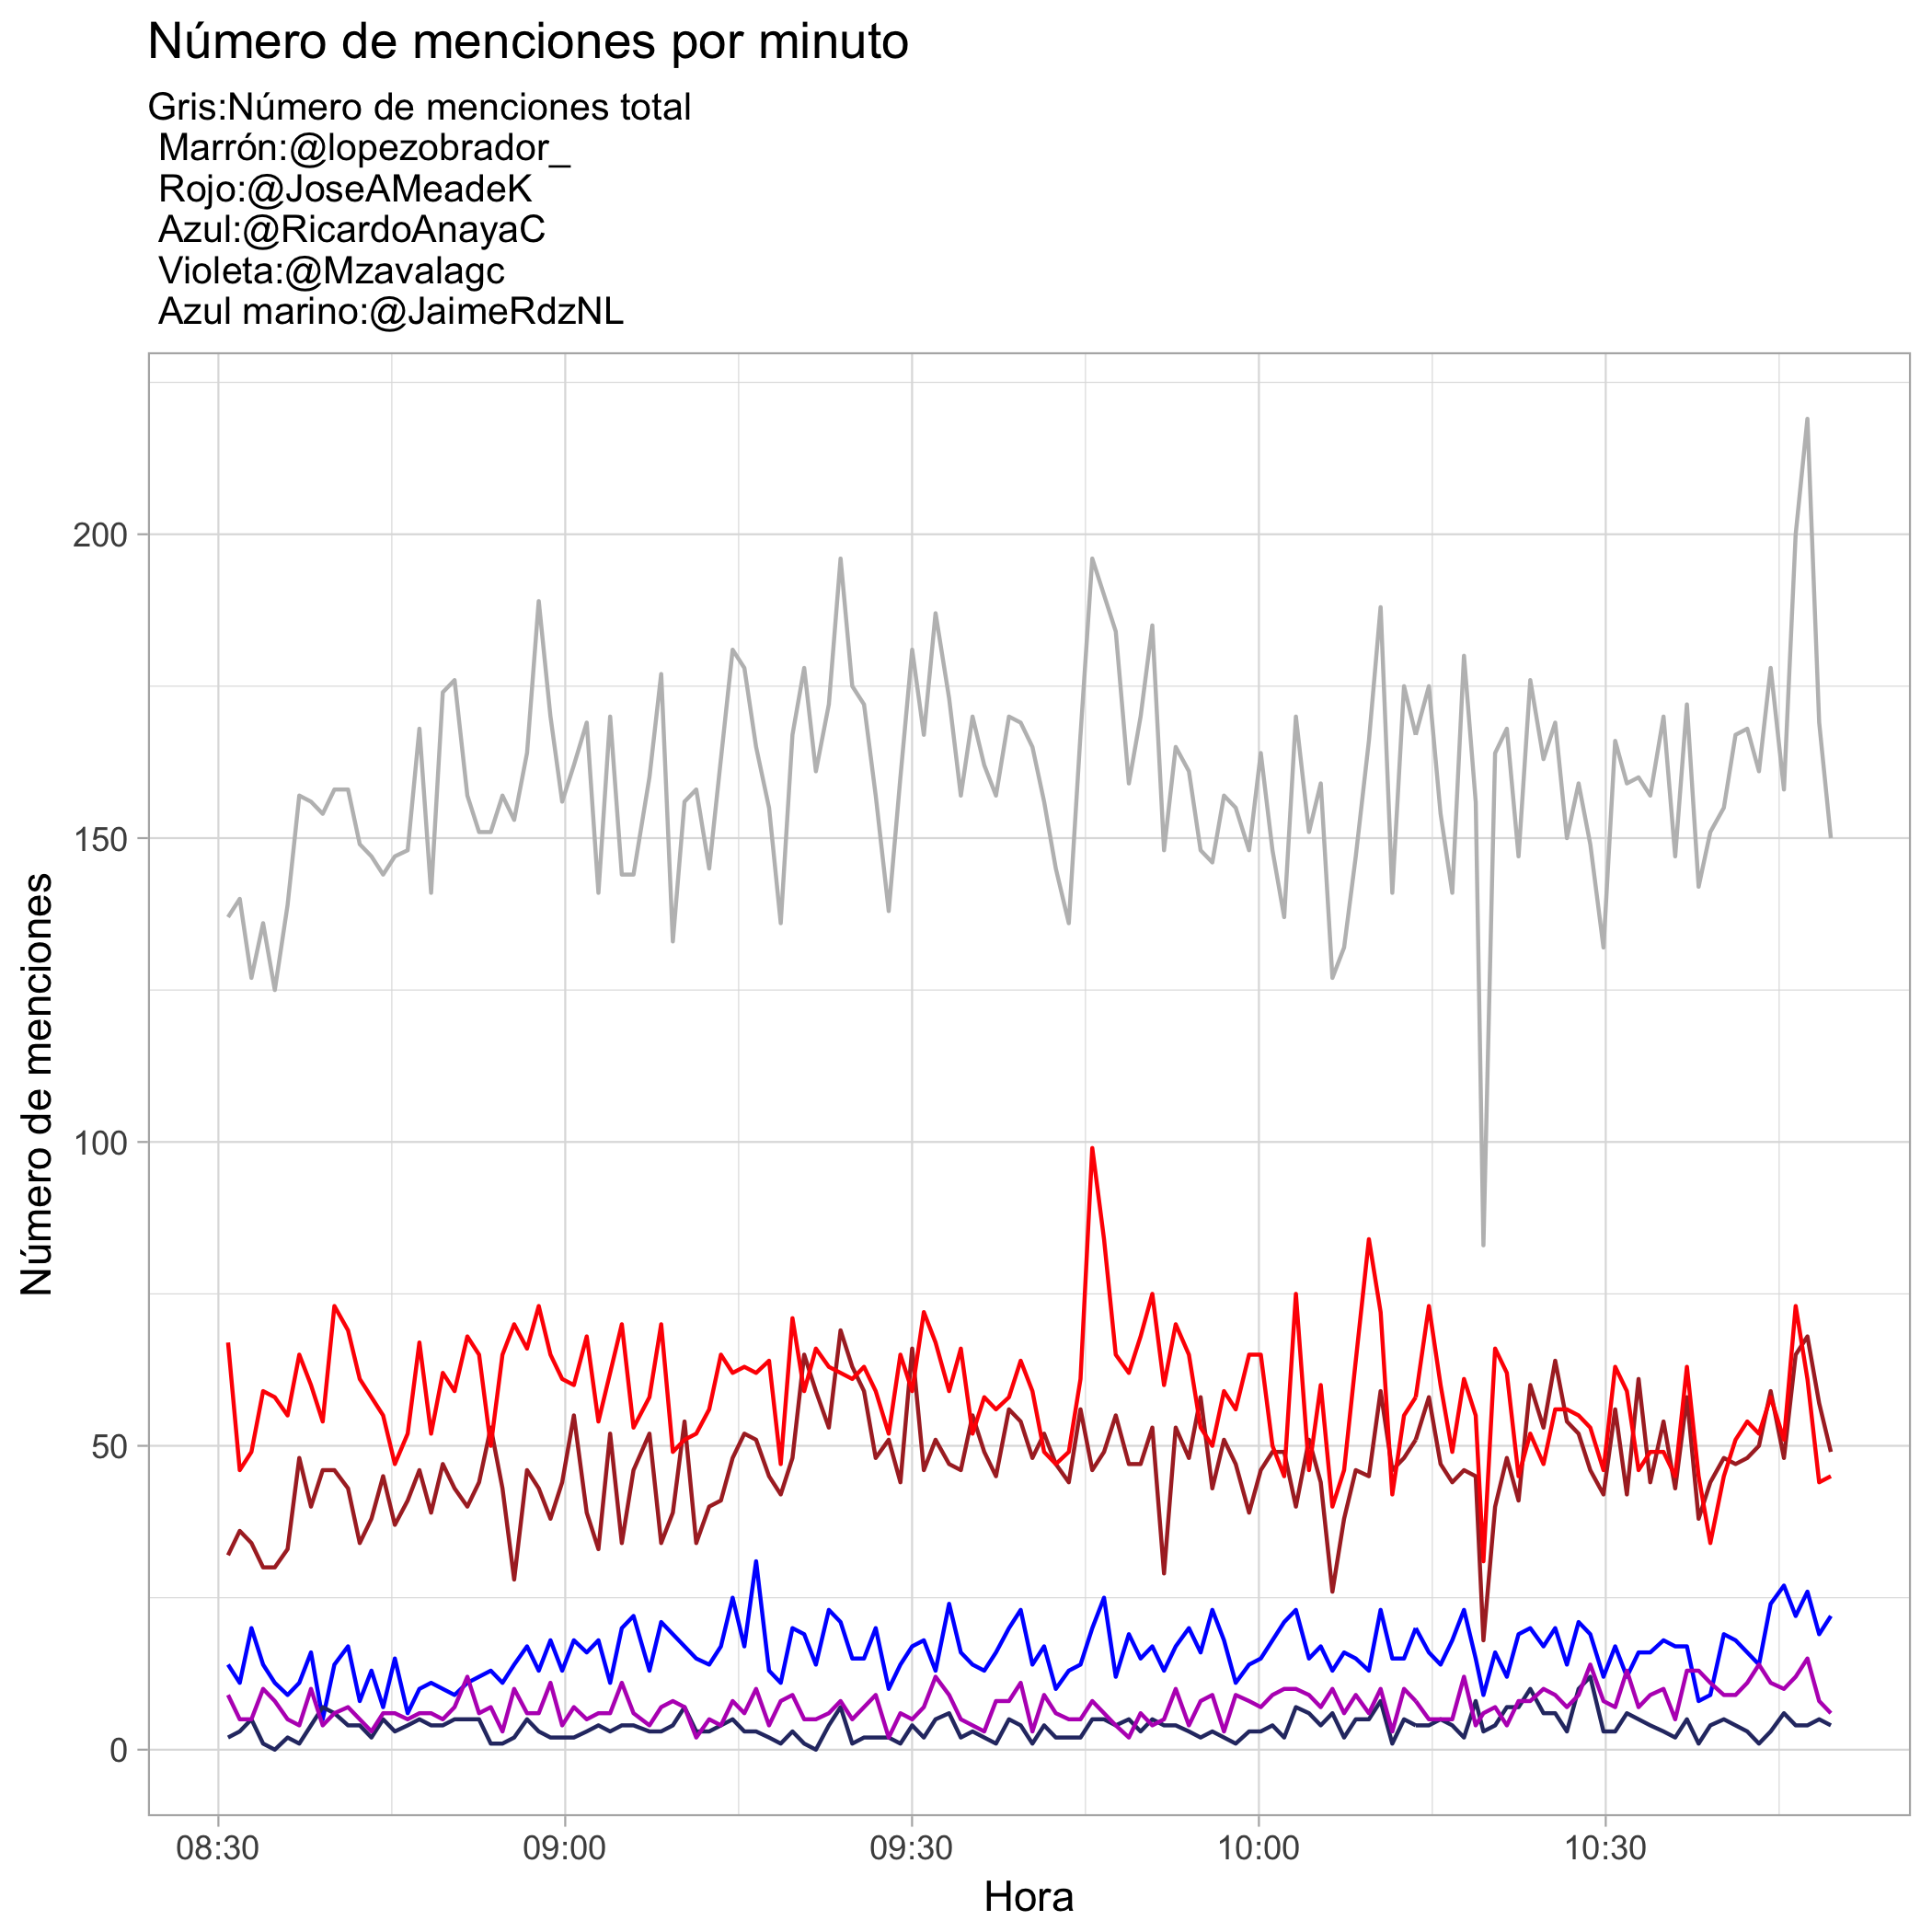 Número de menciones por minuto
Gris:Número de menciones total
Marrón:@lopezobrador_
Rojo:@JoseAMeadeK
Azul:@RicardoAnayaC
Violeta:@Mzavalagc
Azul marino:@JaimeRdzNL
Número de menciones
200
150
100
50
0
08:30 09:00 09:30 10:00 10:30
Hora